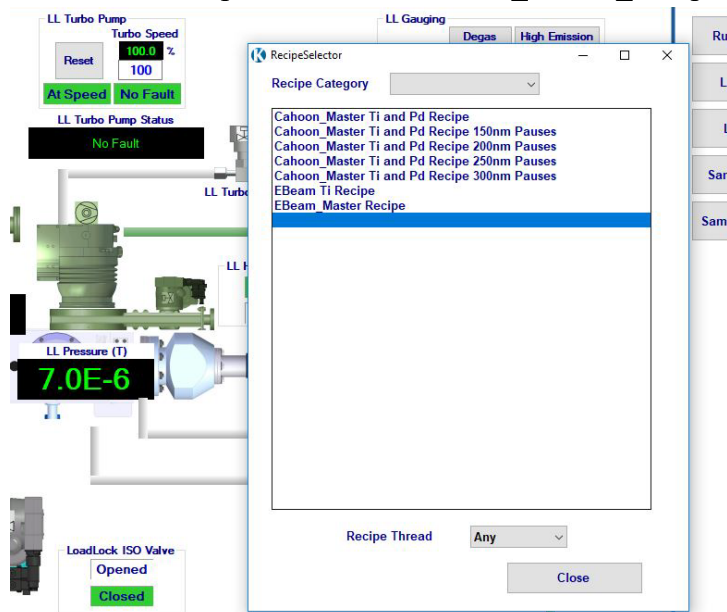 LL Turbo Pump
Turbo Speed
Reset
100.0 %
100
At Speed No Fault
LL Turbo Pump Status
No Fault
LL Gauging
Degas High Emission
RecipeSelector
Recipe Category
Cahoon_Master Ti and Pd Recipe
Cahoon_Master Ti and Pd Recipe 150nm Pauses
Cahoon_Master Ti and Pd Recipe 200nm Pauses
Cahoon_Master Ti and Pd Recipe 250nm Pauses
Cahoon_Master Ti and Pd Recipe 300nm Pauses
EBeam Ti Recipe
EBeam_Master Recipe
Recipe Thread Any
Close
LL Turbo
LL H
LL Pressure (T)
7.0E-6
LoadLock ISO Valve
Opened
Closed
Ru
L
L
Sam
Sam